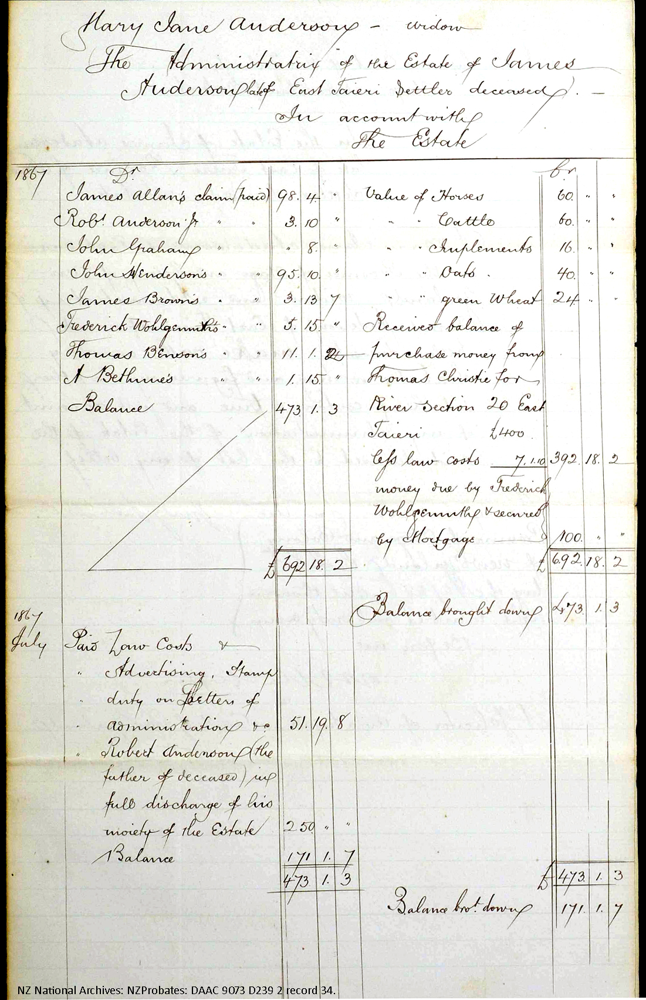 Mary Jane Anderson - widow
The Administratrix of the Estate of James
Anderson late of East Taieri Settler deceased. -
In account with
The Estate
1867 Dr Cr
James Allan's claim (paid) 98. 4 " Value of Horses 60. " "
Robt. Anderson Jr " " 3. 10 " " " Cattle 60. " "
John Graham " " 8. " " " Implements 16. " "
John Henderson's " " 95. 10. " " " Oats . 40. " "
James Brown's " " 3. 13 7 " " green Wheat 24. " "
Frederick Wohlgemuth's " " 5. 15. " Received balance of
Thomas Benson's " " 11. 1. 4 purchase money from
A Bethune's " " 1. 15. " Thomas Christie for
Balance 473 1. 3 River Section 20 East
Taieri £400.
less law costs 7. 1. 10 392. 18. 2
money due by Frederick
Wohlgemuth & secured
by Mortgage 100. " "
£ 692 18. 2 £ 692. 18. 2
Balance brought down 473. 1. 3
1867
July Paid Law Costs &
" Advertising, Stamp
" duty on Letters of
" administration &c 51. 19. 8
" Robert Anderson (the
father of deceased) in
full discharge of his
moiety of the Estate 250 " "
Balance 171 1. 7
473 1. 3 £ 473. 1. 3
Balance brot. down 171. 1. 7
NZ National Archives: NZProbates: DAAC 9073 D239 2 record 34.